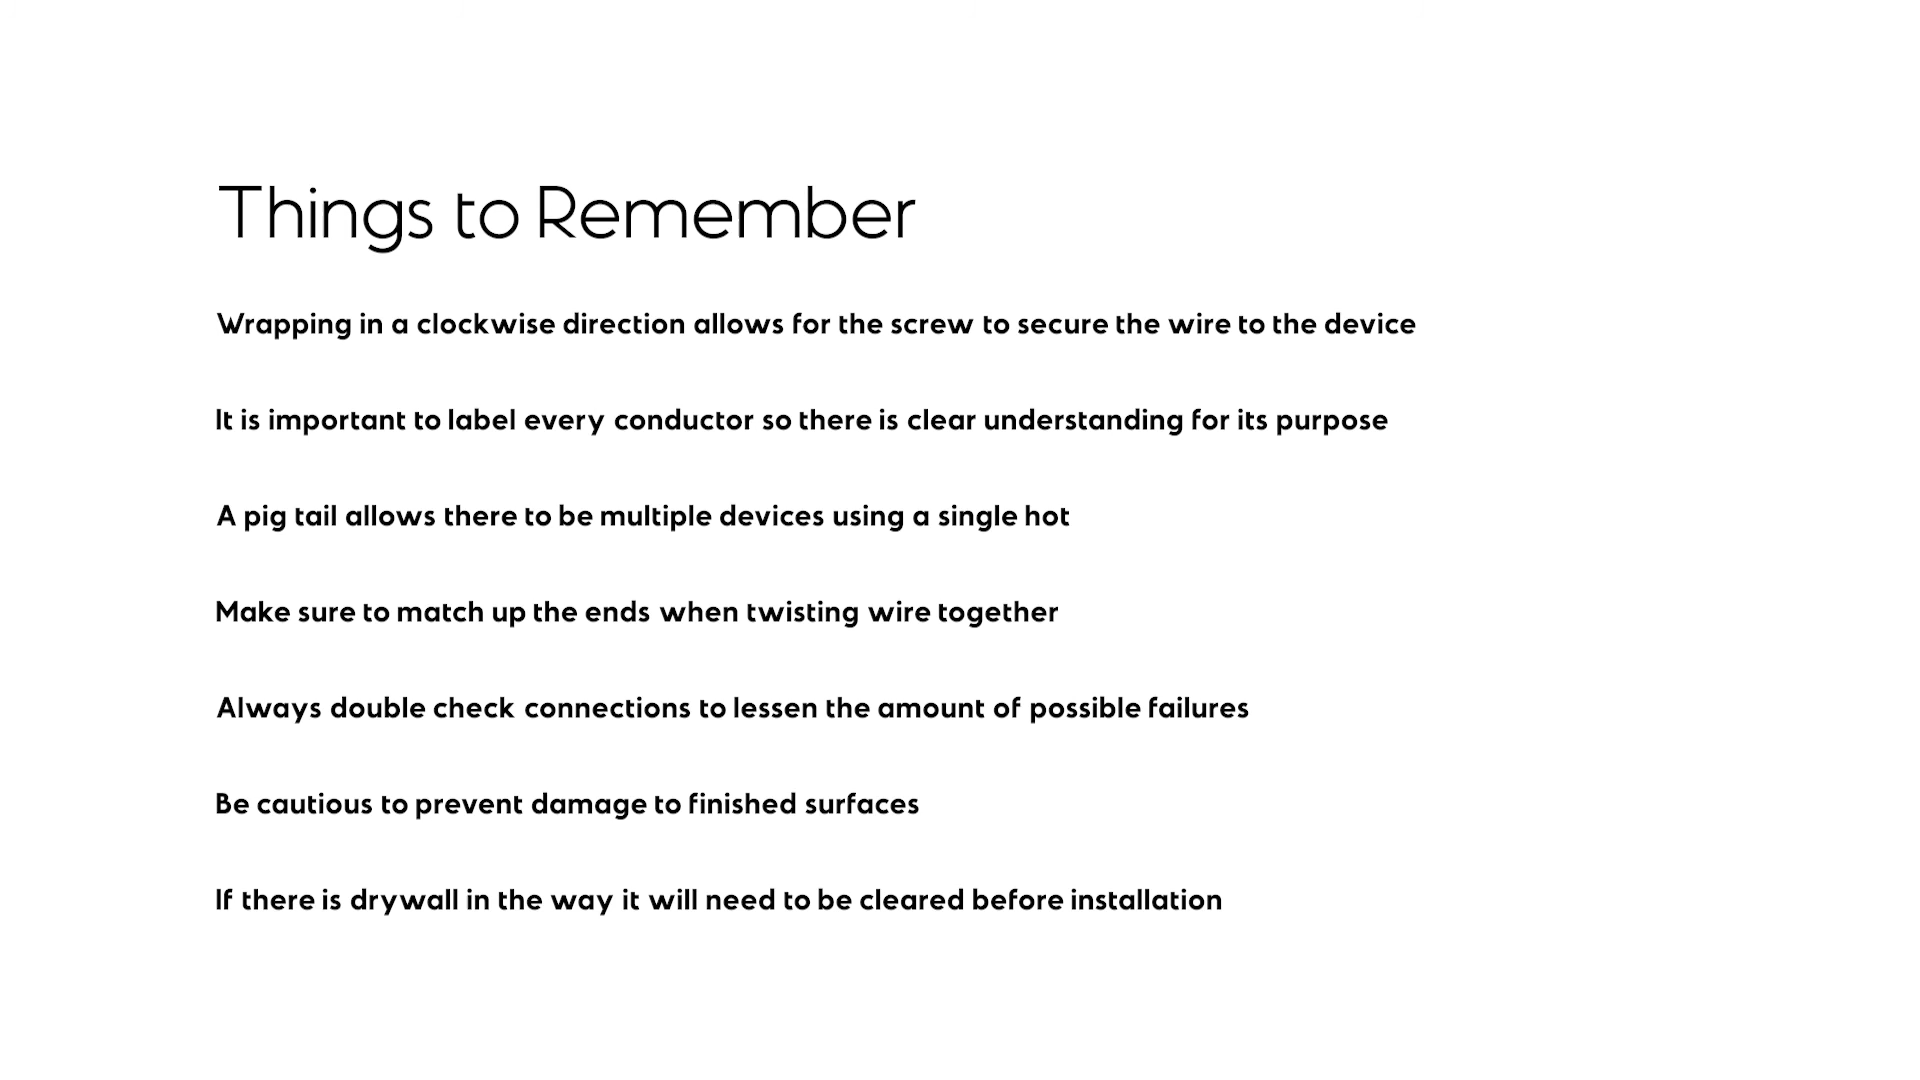 Things to Remember
Wrapping in a clockwise direction allows for the screw to secure the wire to the device
It is important to label every conductor so there is clear understanding for its purpose
A pig tail allows there to be multiple devices using a single hot
Make sure to match up the ends when twisting wire together
Always double check connections to lessen the amount of possible failures
Be cautious to prevent damage to finished surfaces
If there is drywall in the way it will need to be cleared before installation